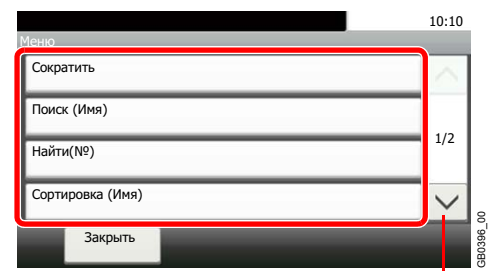 10:10
Меню
Сократить
Поиск (Имя)
1/2
Найти(№)
Сортировка (Имя)
Закрыть
GB0396_00